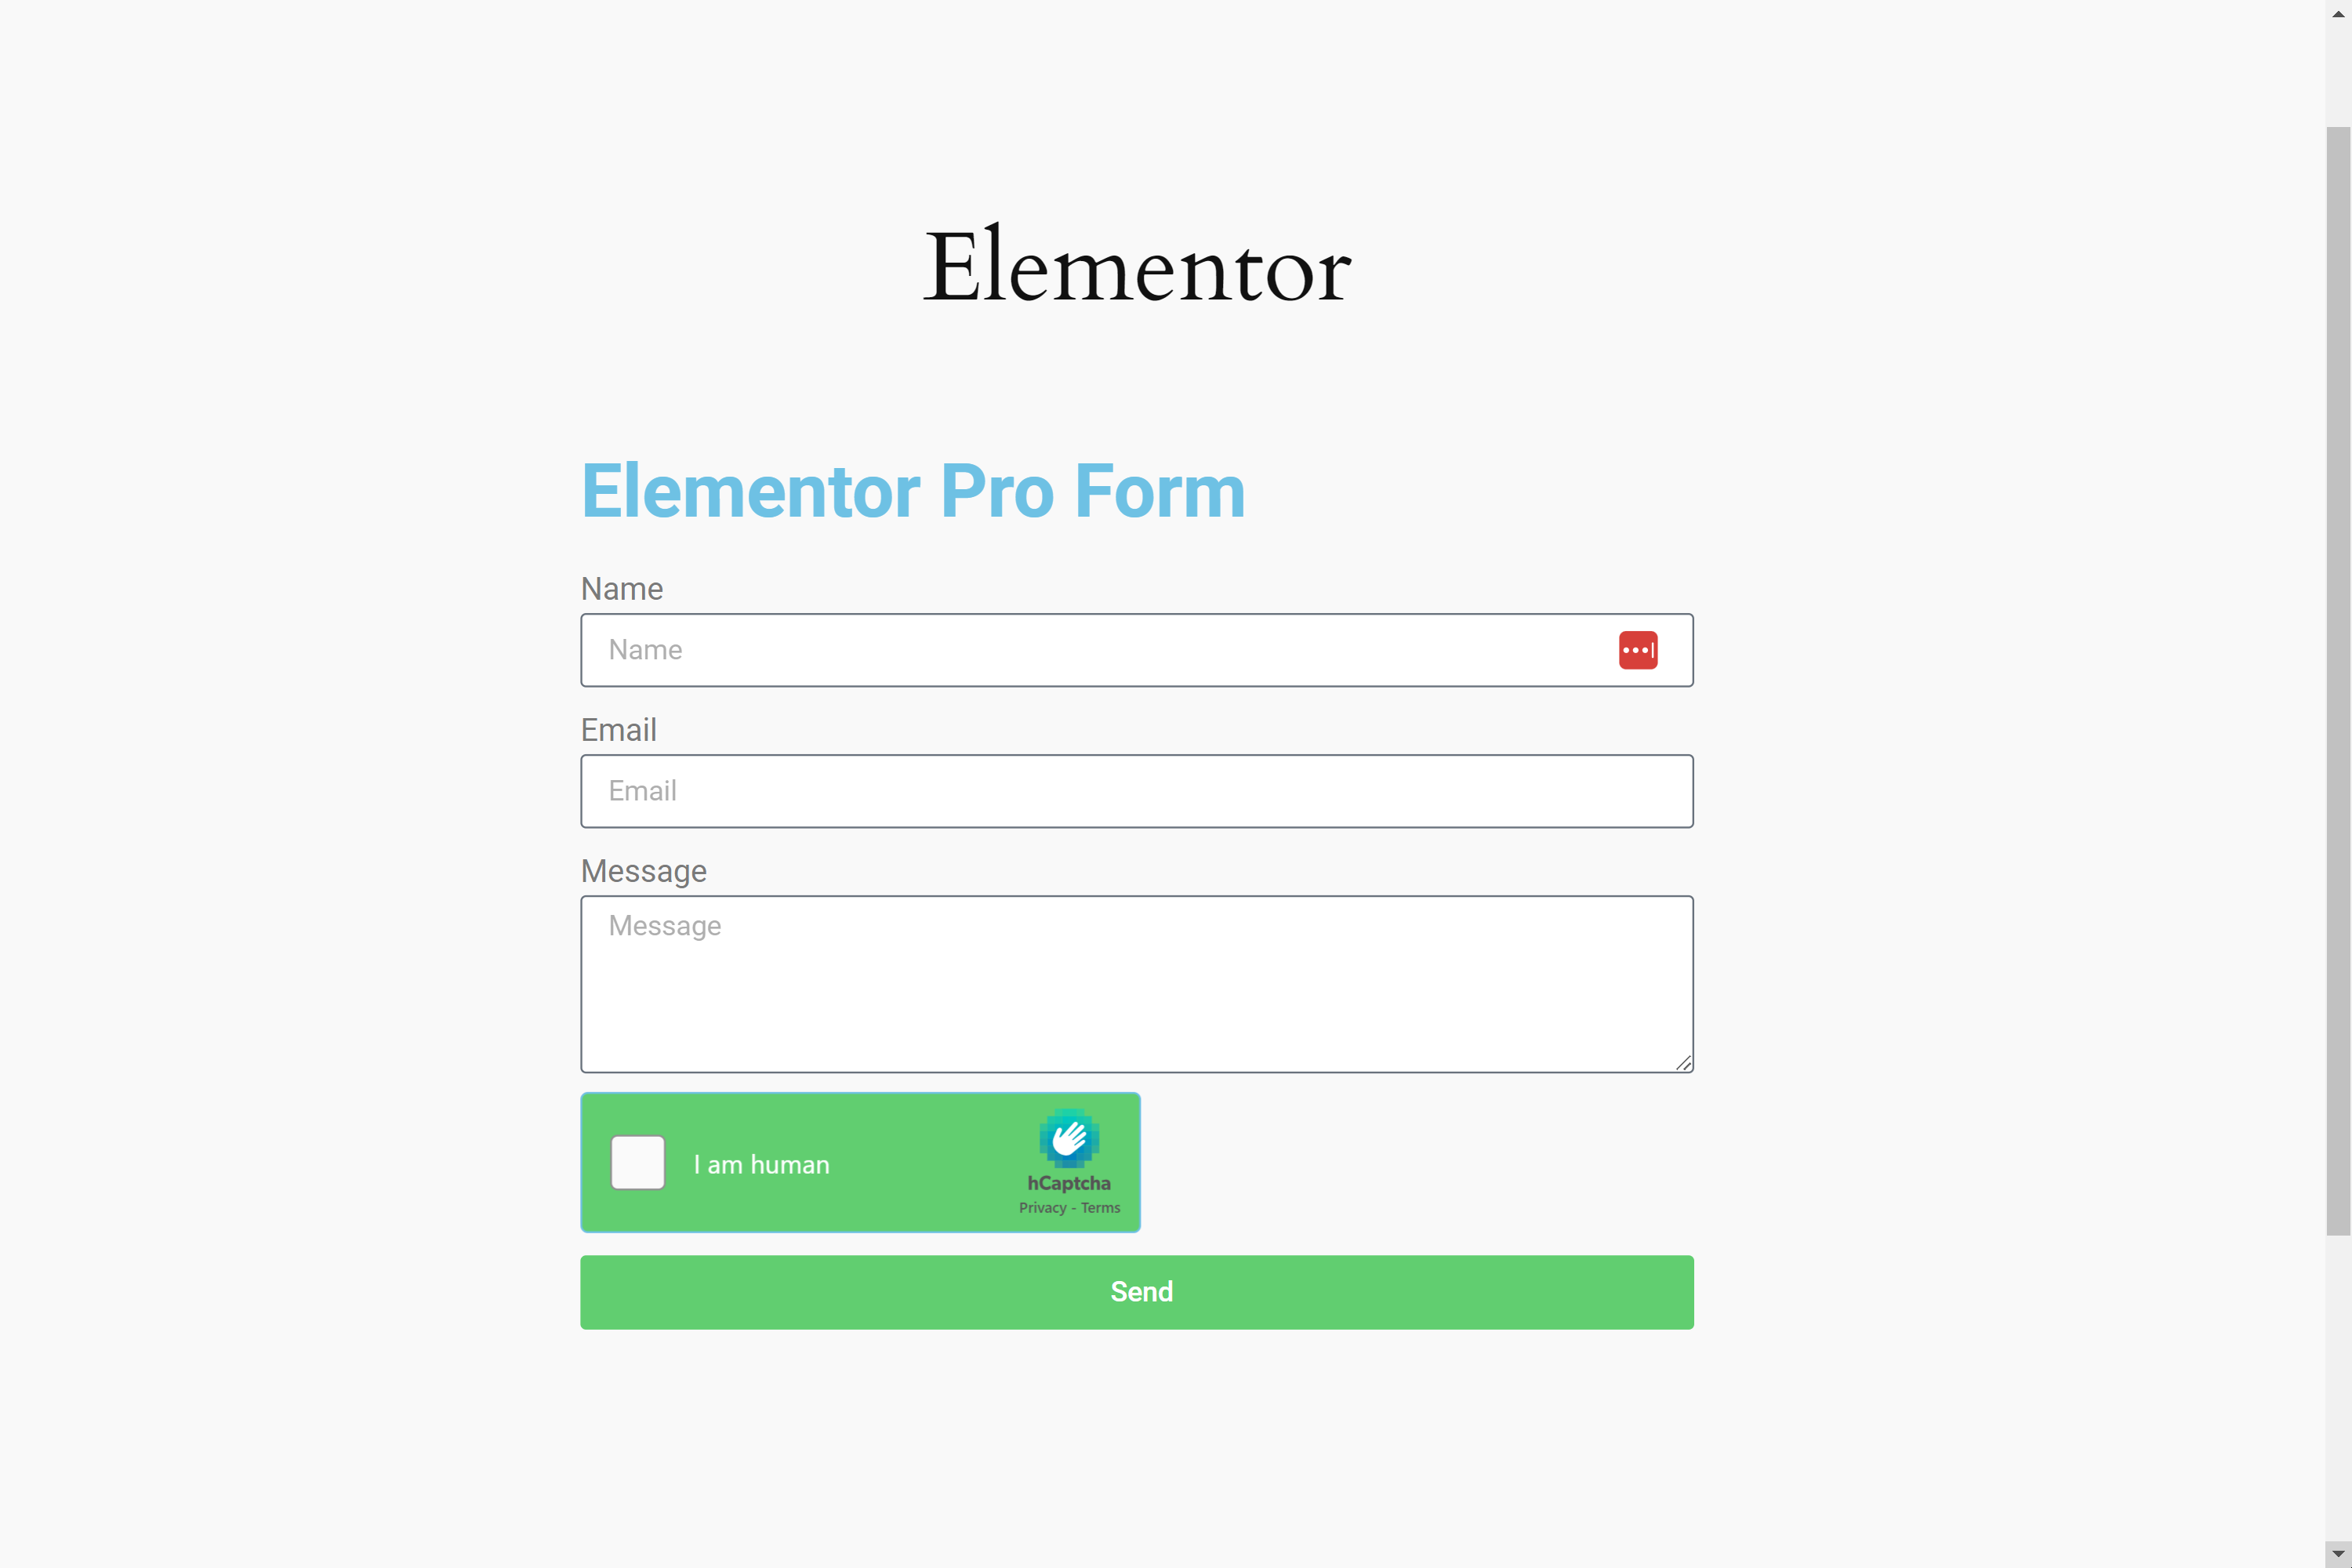 Elementor
Elementor Pro Form
Name
Name
Email
Email
Message
Message
I am human
hCaptcha
Privacy - Terms
Send